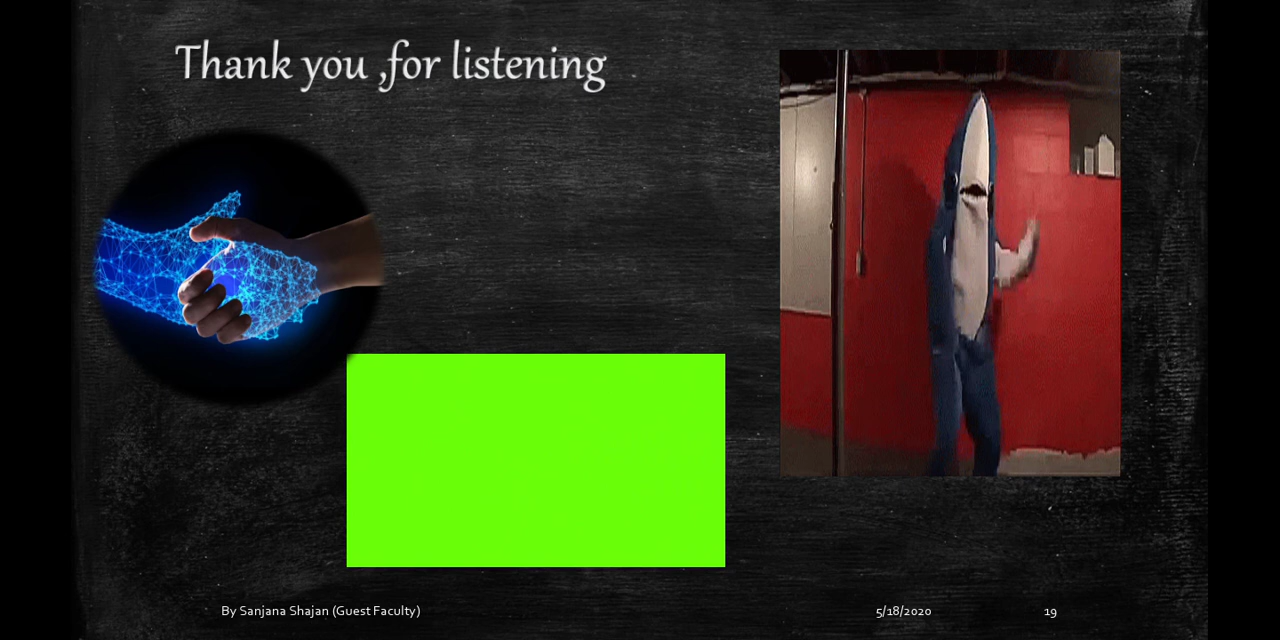 Thank you ,for listening
By Sanjana Shajan (Guest Faculty)
5/18/2020
19